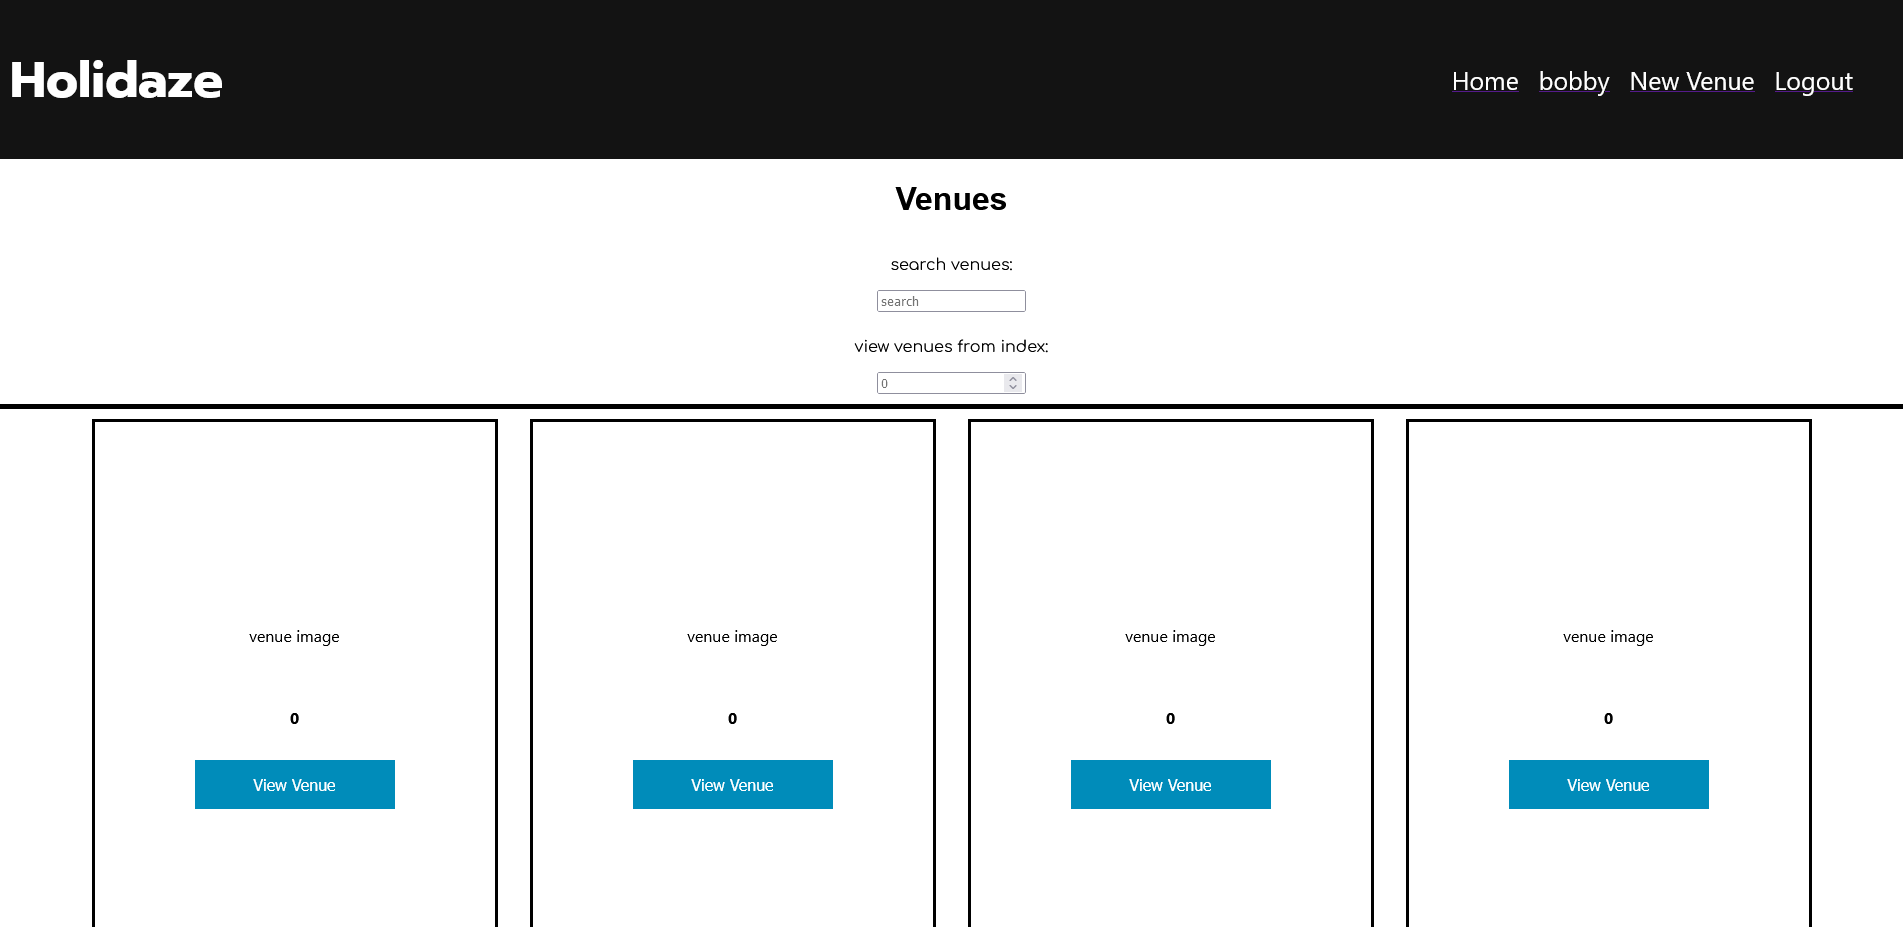 Holidaze
Home bobby New Venue Logout
Venues
search venues:
search
view venues from index:
0
venue image venue image venue image venue image
0 0 0 0
View Venue View Venue View Venue View Venue